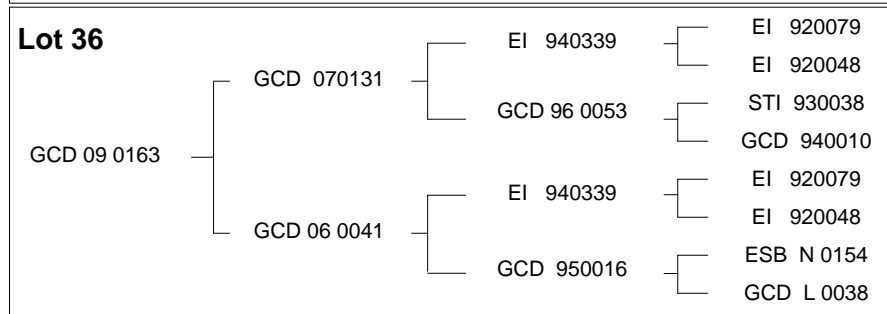 Lot 36
EI 920079
EI 940339
EI 920048
GCD 070131
STI 930038
GCD 96 0053
GCD 940010
GCD 09 0163
EI 920079
EI 940339
EI 920048
GCD 06 0041
ESB N 0154
GCD 950016
GCD L 0038